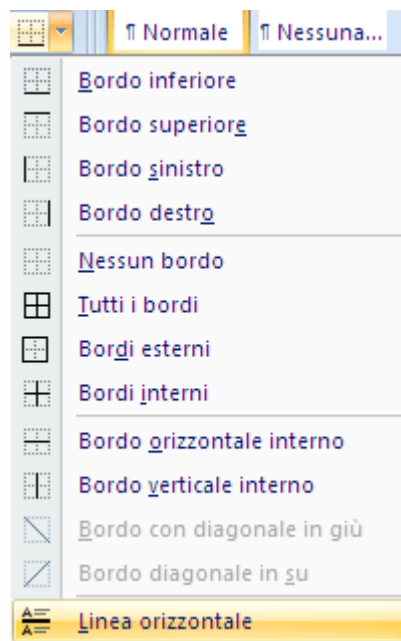 ¶ Normale ¶ Nessuna...
Bordo inferiore
Bordo superiore
Bordo sinistro
Bordo destro
Nessun bordo
Tutti i bordi
Bordi esterni
Bordi interni
Bordo orizzontale interno
Bordo verticale interno
Bordo con diagonale in giù
Bordo diagonale in su
Linea orizzontale